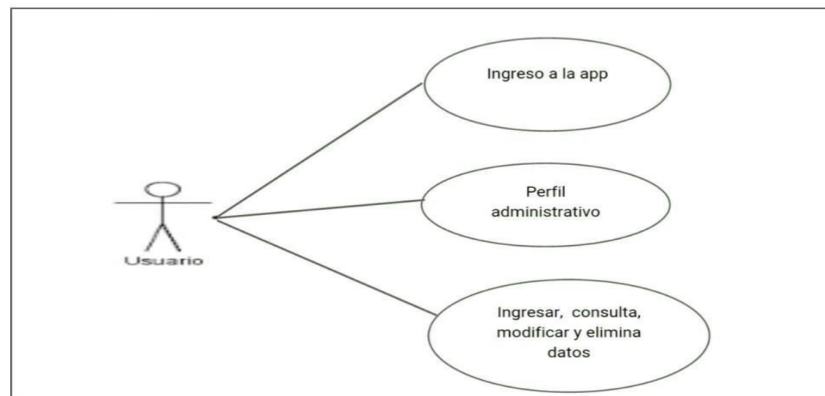 Ingreso a la app
Perfil
administrativo
Usuario
Ingresar, consulta,
modificar y elimina
datos